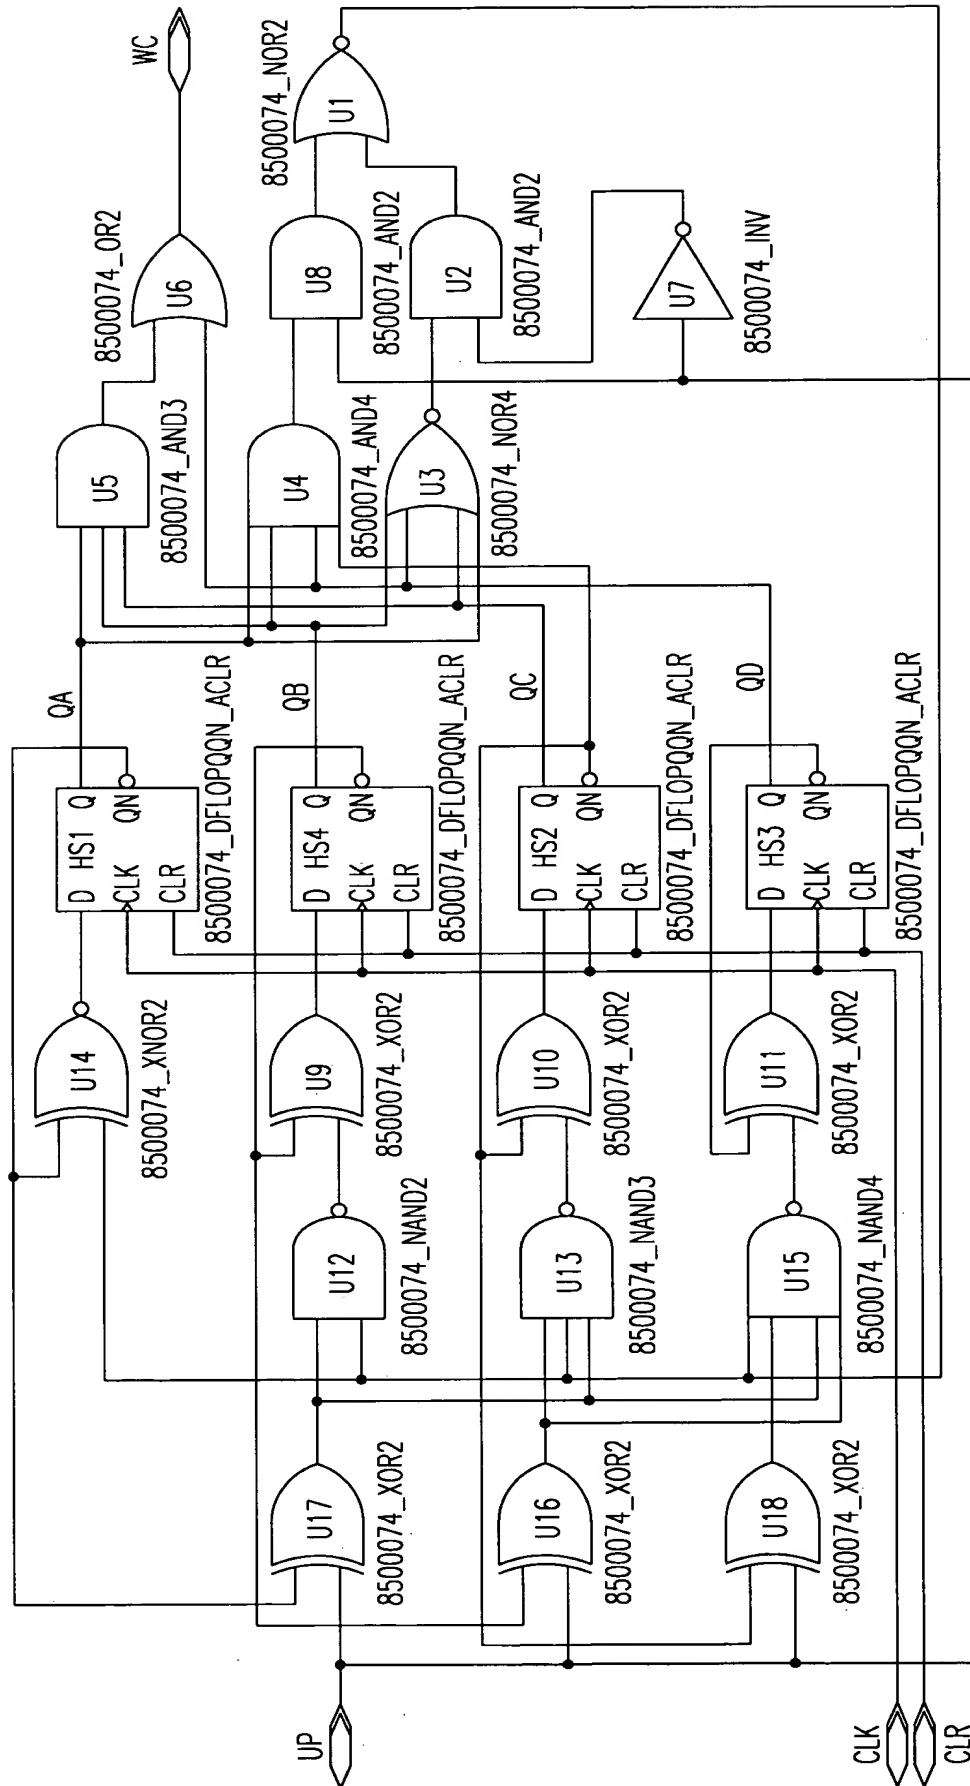 WC
8500074_OR2
U6
8500074_NOR2
U1
8500074_AND3
U5
8500074_AND4
U4
8500074_NOR4
U3
8500074_AND2
U8
8500074_AND2
U2
8500074_INV
U7
QA
QB
QC
QD
D HS1 Q
CLK QN
CLR
8500074_DFLOPQQN_ACLR
D HS4 Q
CLK QN
CLR
8500074_DFLOPQQN_ACLR
D HS2 Q
CLK QN
CLR
8500074_DFLOPQQN_ACLR
D HS3 Q
CLK QN
CLR
8500074_DFLOPQQN_ACLR
U14
8500074_XNOR2
U9
8500074_XOR2
U10
8500074_XOR2
U11
8500074_XOR2
U12
8500074_NAND2
U13
8500074_NAND3
U15
8500074_NAND4
U17
8500074_XOR2
U16
8500074_XOR2
U18
8500074_XOR2
UP
CLK
CLR